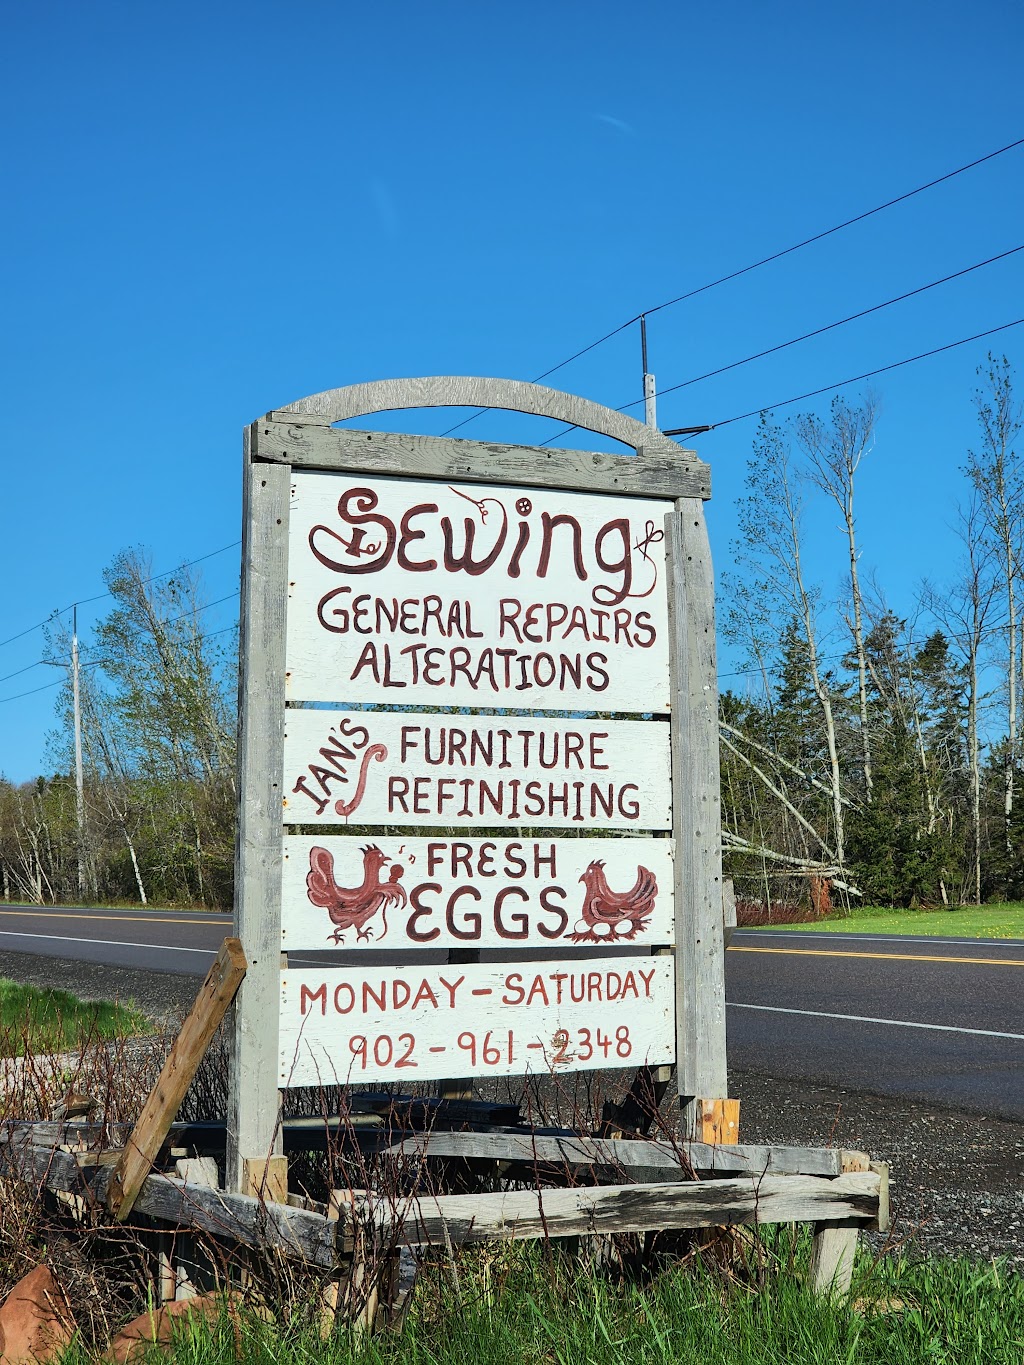 SEWing
GENERAL REPAIRS
ALTERATIONS
IAN'S
FURNITURE
REFINISHING
FRESH
EGGS
MONDAY - SATURDAY
902 - 961 - 2348